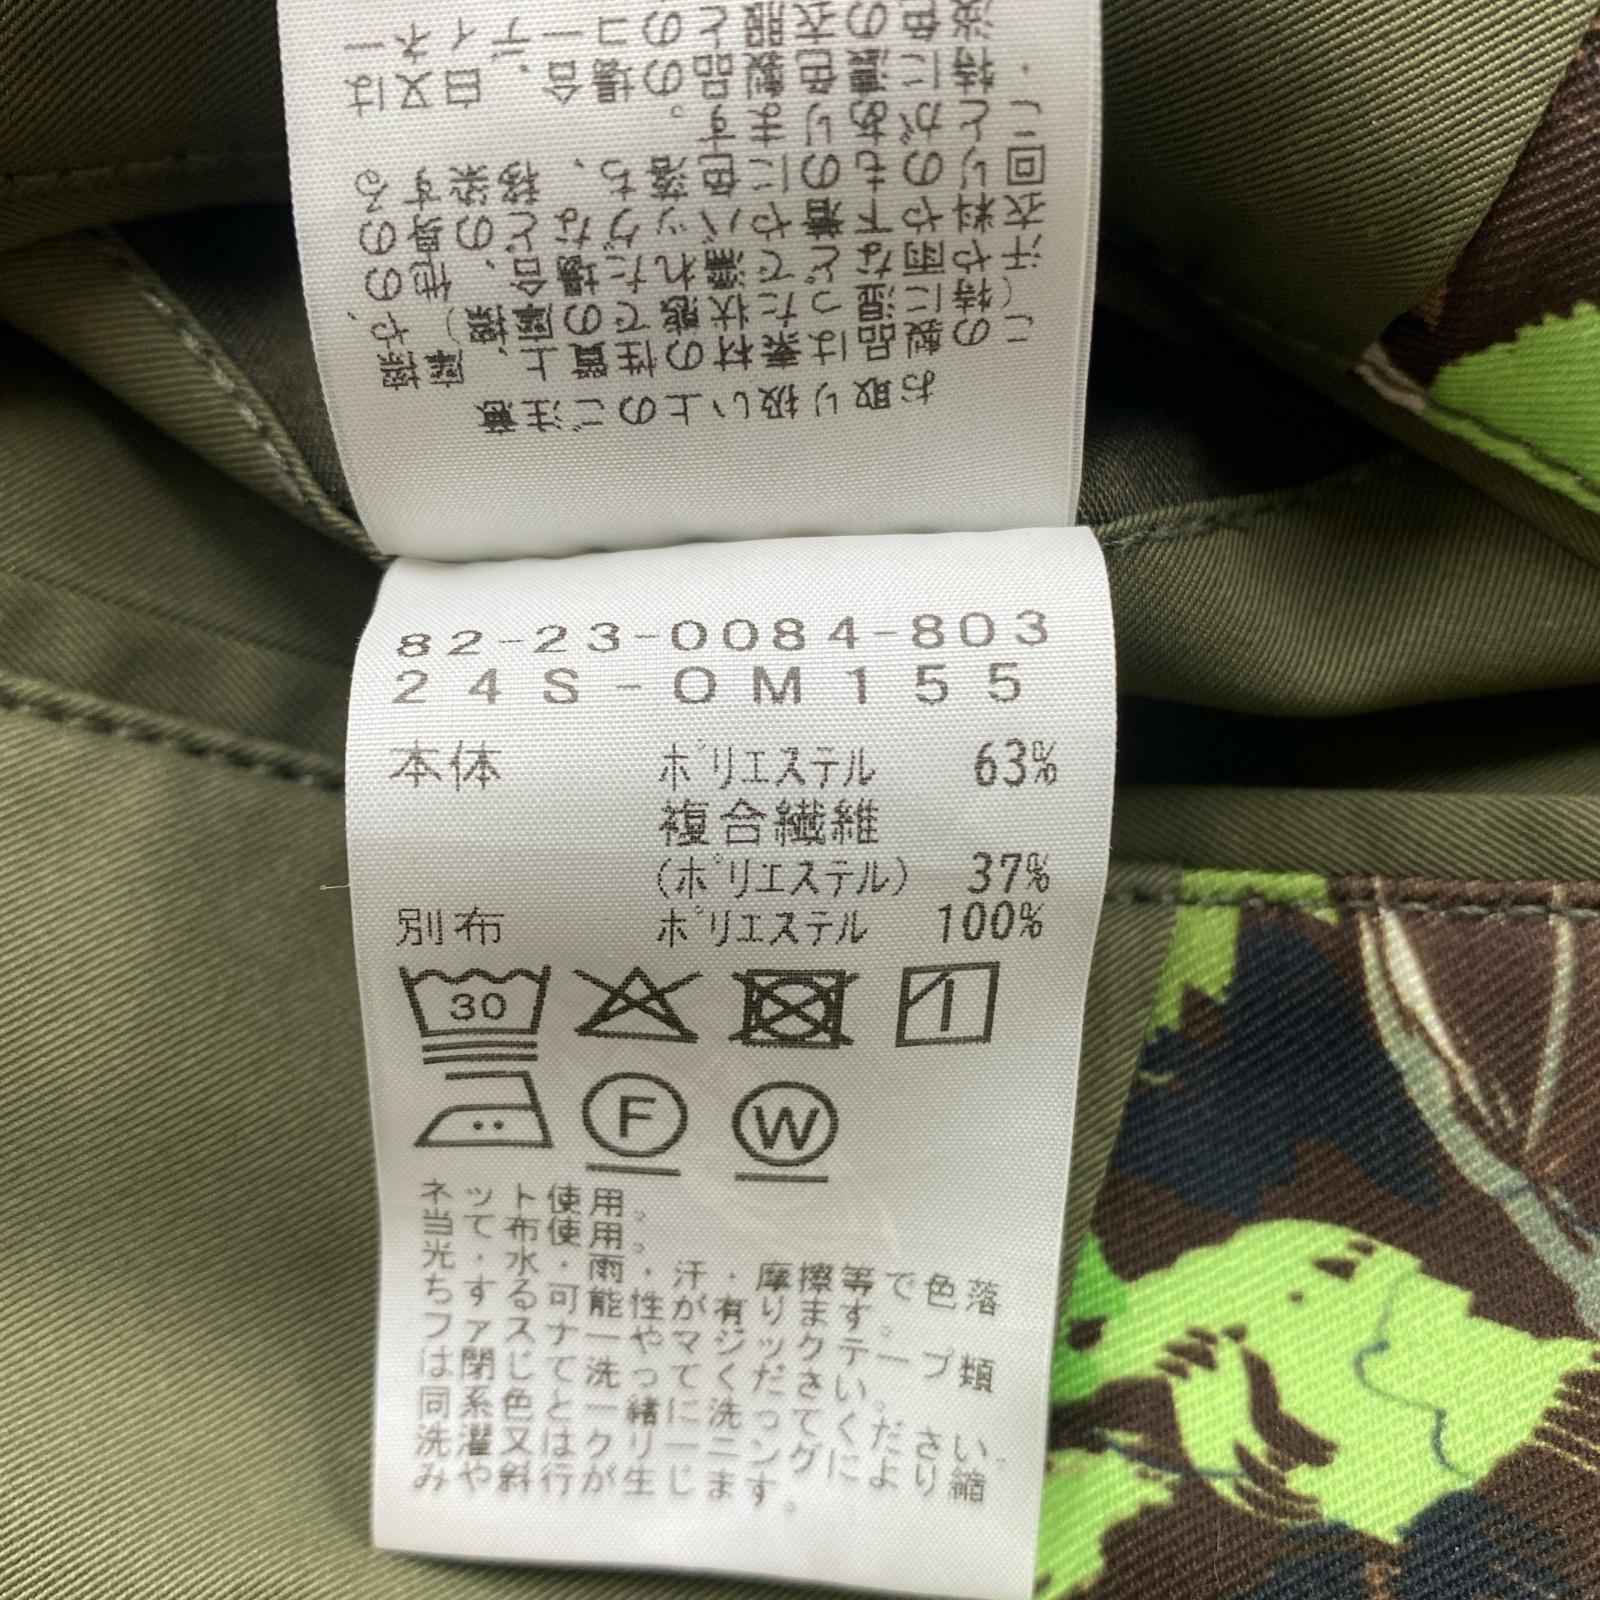 お取り扱い上のご注意
この製品は素材の性質上、摩擦
(特に湿った状態での摩擦)や、
汗や雨などで濡れた場合、他の
衣料や下着やバッグなどの身の
回りのものに色落ち、移染する
ことがあります。
・特に濃色製品の場合、白又は
淡色の衣服とのコーディネー
82-23-0084-803
24S-OM155
本体 ポリエステル 63%
複合繊維
(ポリエステル) 37%
別布 ポリエステル 100%
30
F W
ネット使用。
当て布使用。
光・水・雨・汗・摩擦等で色落
ちする可能性が有ります。
ファスナーやマジックテープ類
は閉じて洗ってください。
同系色と一緒に洗ってください。
洗濯又はクリーニングにより縮
みや斜行が生じます。